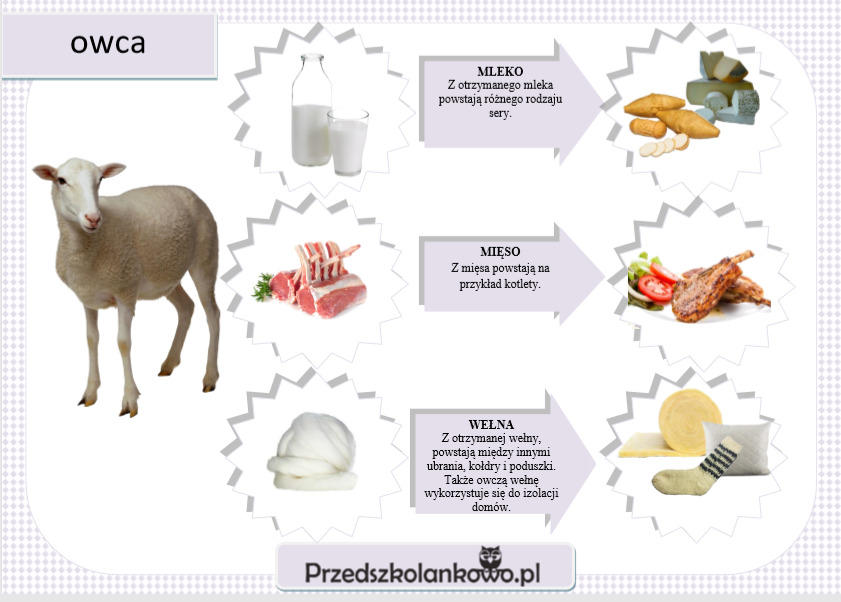 owca
MLEKO
Z otrzymanego mleka
powstają różnego rodzaju
sery.
MIĘSO
Z mięsa powstają na
przykład kotlety.
WEŁNA
Z otrzymanej wełny,
powstają między innymi
ubrania, kołdry i poduszki.
Także owczą wełnę
wykorzystuje się do izolacji
domów.
Przedszkolankowo.pl